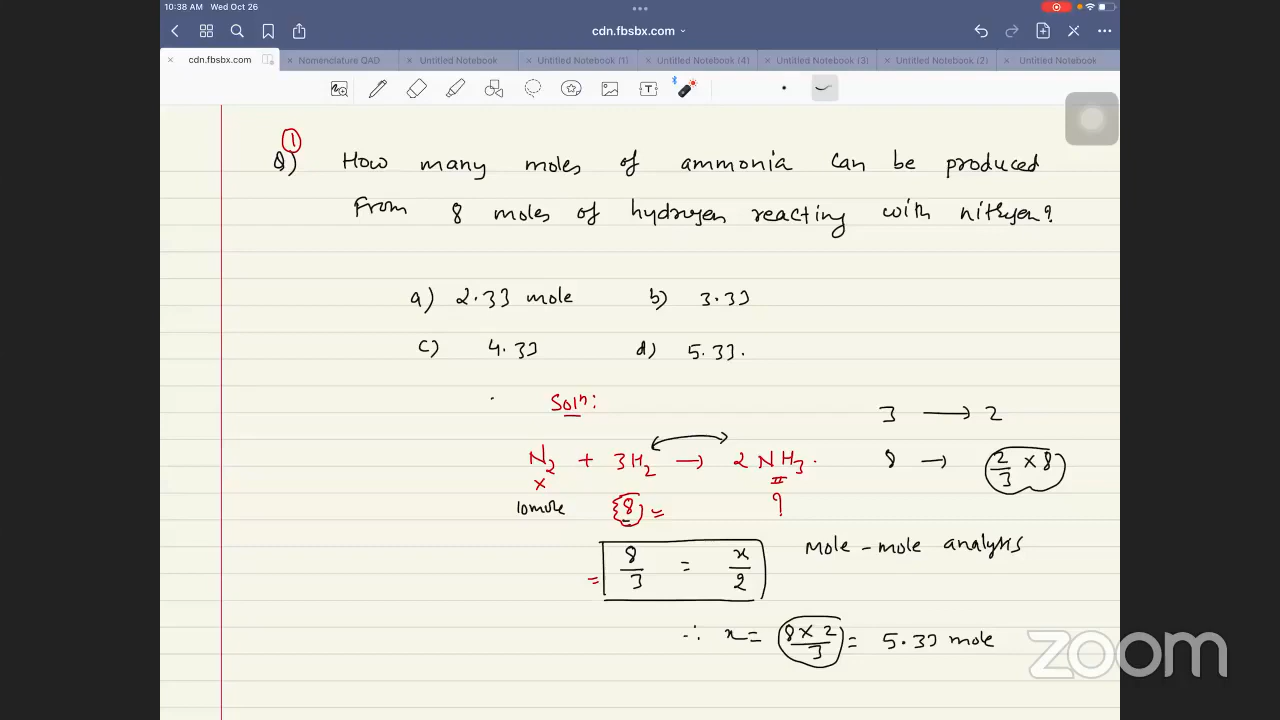 10:38 AM Wed Oct 26
cdn.fbsbx.com
cdn.fbsbx.com Nomenclature QAD Untitled Notebook Untitled Notebook (1) Untitled Notebook (4) Untitled Notebook (3) Untitled Notebook (2) Untitled Notebook
1
Q) How many moles of ammonia can be produced
From 8 moles of hydrogen reacting with nitrogen?
a) 2.33 mole b) 3.33
c) 4.33 d) 5.33.
Solⁿ:
3 → 2
N₂ + 3H₂ → 2 NH₃.
8 → 2/3 × 8
x
10mole {8} = ?
Mole - mole analysis
= 8/3 = x/2
∴ x = 8 × 2/3 = 5.33 mole
zoom